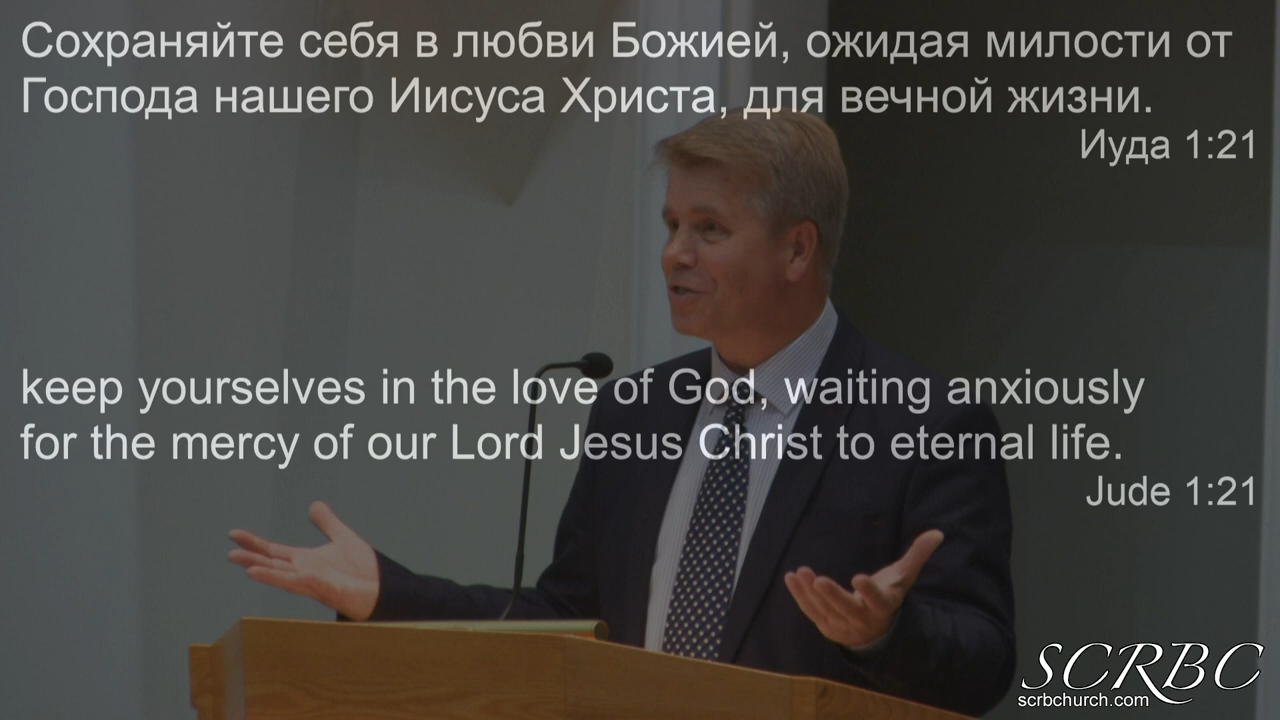 Сохраняйте себя в любви Божией, ожидая милости от
Господа нашего Иисуса Христа, для вечной жизни.
Иуда 1:21
keep yourselves in the love of God, waiting anxiously
for the mercy of our Lord Jesus Christ to eternal life.
Jude 1:21
SCRBC
scrbchurch.com